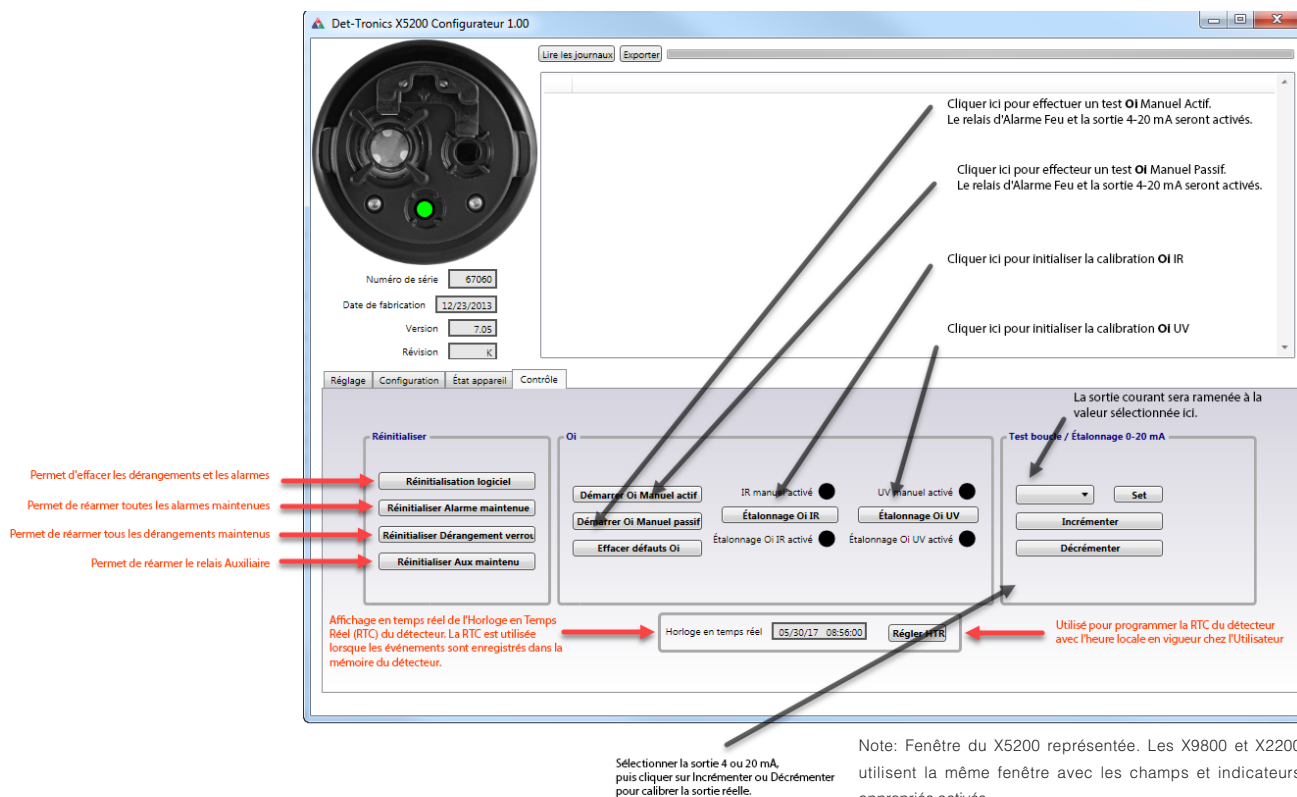 Det-Tronics X5200 Configurateur 1.00
Lire les journaux
Exporter
Cliquer ici pour effectuer un test Oi Manuel Actif.
Le relais d'Alarme Feu et la sortie 4-20 mA seront activés.
Cliquer ici pour effecteur un test Oi Manuel Passif.
Le relais d'Alarme Feu et la sortie 4-20 mA seront activés.
Cliquer ici pour initialiser la calibration Oi IR
Cliquer ici pour initialiser la calibration Oi UV
Numéro de série 67060
Date de fabrication 12/23/2013
Version 7.05
Révision K
Réglage
Configuration
État appareil
Contrôle
La sortie courant sera ramenée à la
valeur sélectionnée ici.
Réinitialiser
Permet d'effacer les dérangements et les alarmes
Réinitialisation logiciel
Permet de réarmer toutes les alarmes maintenues
Réinitialiser Alarme maintenue
Permet de réarmer tous les dérangements maintenus
Réinitialiser Dérangement verrou
Permet de réarmer le relais Auxiliaire
Réinitialiser Aux maintenu
Oi
Démarrer Oi Manuel actif
Démarrer Oi Manuel passif
Effacer défauts Oi
IR manuel activé
Étalonnage Oi IR
Étalonnage Oi IR activé
UV manuel activé
Étalonnage Oi UV
Étalonnage Oi UV activé
Test boucle / Étalonnage 0-20 mA
Set
Incrémenter
Décrémenter
Affichage en temps réel de l'Horloge en Temps
Réel (RTC) du détecteur. La RTC est utilisée
lorsque les événements sont enregistrés dans la
mémoire du détecteur.
Horloge en temps réel 05/30/17 08:56:00
Régler HTR
Utilisé pour programmer la RTC du détecteur
avec l'heure locale en vigueur chez l'Utilisateur
Sélectionner la sortie 4 ou 20 mA,
puis cliquer sur Incrémenter ou Décrémenter
pour calibrer la sortie réelle.
Note: Fenêtre du X5200 représentée. Les X9800 et X2200
utilisent la même fenêtre avec les champs et indicateurs
appropriés activés.